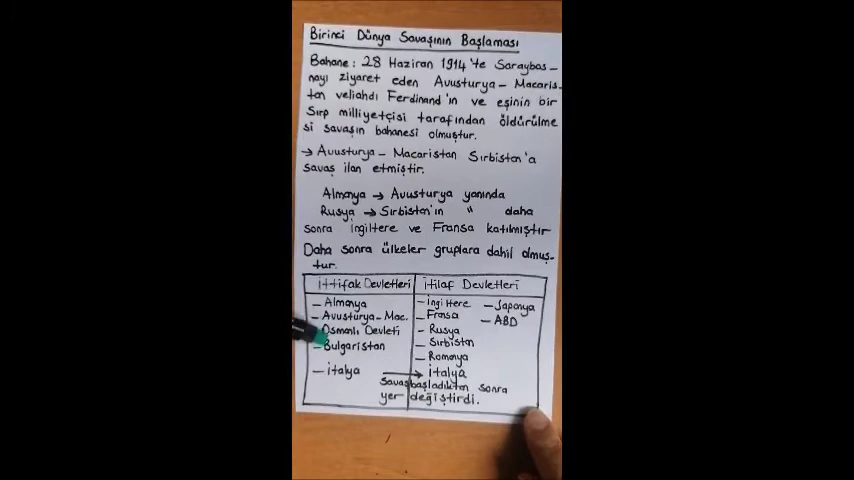 Birinci Dünya Savaşının Başlaması
Bahane: 28 Haziran 1914'te Saraybos-
nayı ziyaret eden Avusturya - Macaris-
tan veliahdı Ferdinand'ın ve eşinin bir
Sırp milliyetçisi tarafından öldürülme
si savaşın bahanesi olmuştur.
→ Avusturya - Macaristan Sırbistan'a
savaş ilan etmiştir.
Almanya → Avusturya yanında
Rusya → Sırbistan'ın " daha
sonra İngiltere ve Fransa katılmıştır
Daha sonra ülkeler gruplara dahil olmuş-
tur.
İttifak Devletleri
- Almanya
- Avusturya - Mac.
Osmanlı Devleti
- Bulgaristan
- İtalya
İtilaf Devletleri
- İngiltere
- Fransa
- Rusya
- Sırbistan
- Romanya
→ İtalya
- Japonya
- ABD
savaş başladıktan sonra
yer değiştirdi.